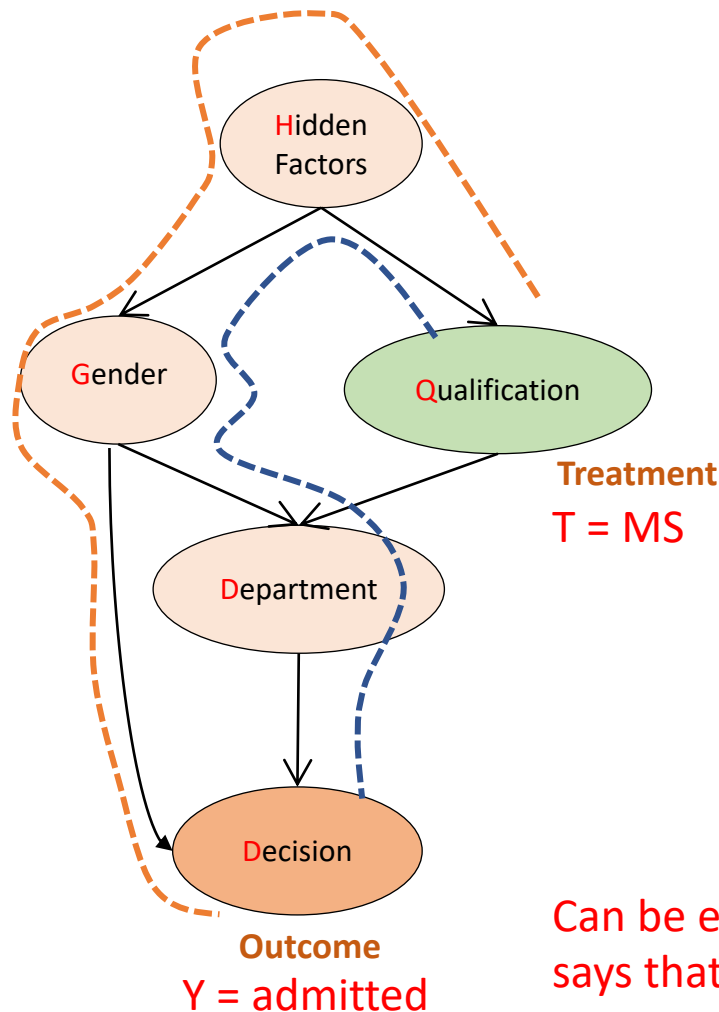 Hidden
Factors
Gender
Qualification
Treatment
T = MS
Department
Decision
Outcome
Y = admitted
Can be e
says that